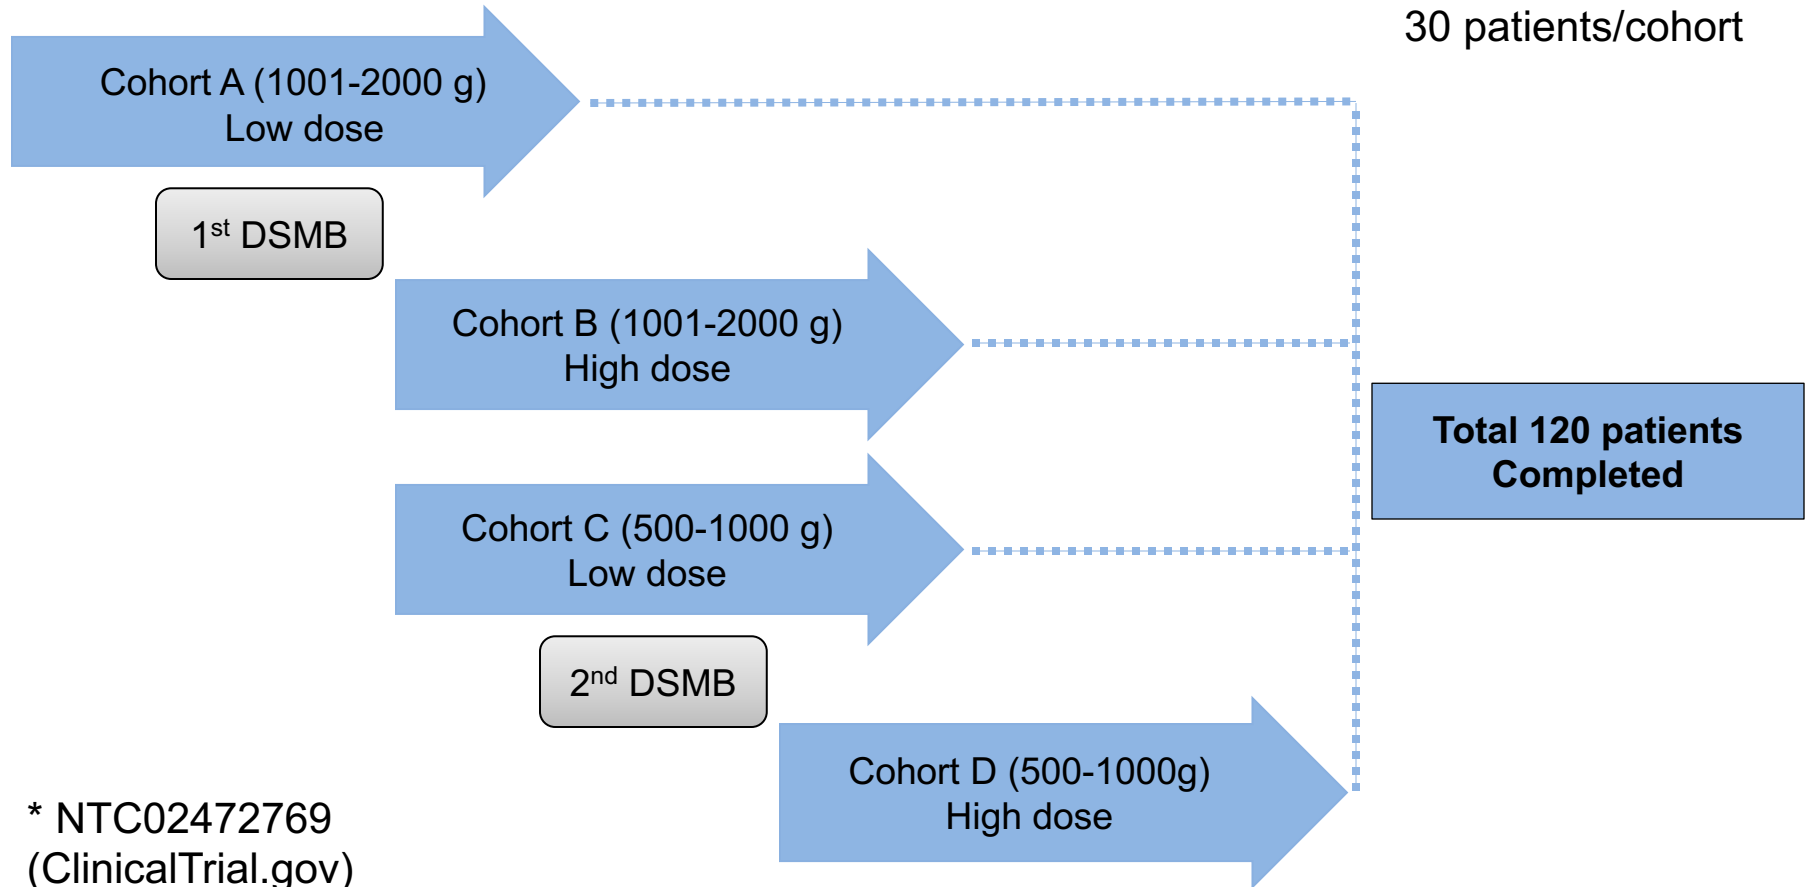 30 patients/cohort
Cohort A (1001-2000 g)
Low dose
1st DSMB
Cohort B (1001-2000 g)
High dose
Total 120 patients
Completed
Cohort C (500-1000 g)
Low dose
2nd DSMB
Cohort D (500-1000g)
High dose
* NTC02472769
(ClinicalTrial.gov)